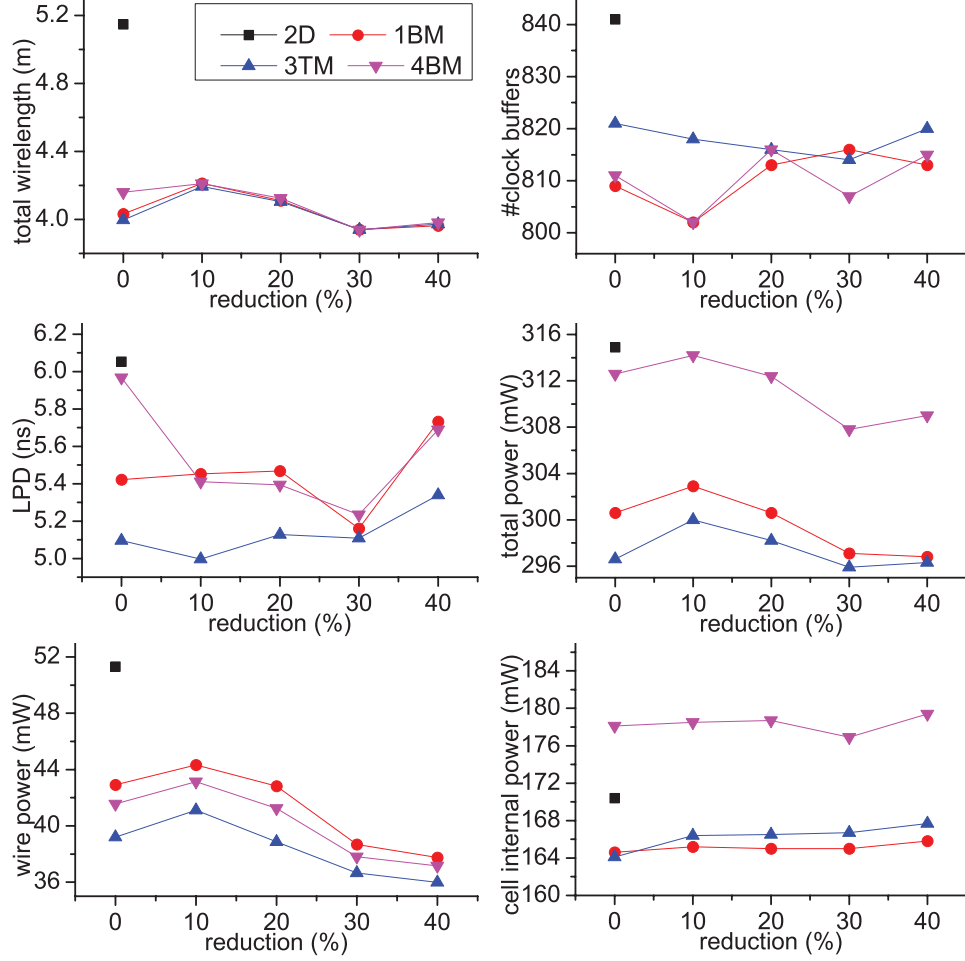 5.2
4.8
4.4
4.0
total wirelength (m)
0 10 20 30 40
reduction (%)
2D 1BM
3TM 4BM
840
830
820
810
800
#clock buffers
0 10 20 30 40
reduction (%)
6.2
6.0
5.8
5.6
5.4
5.2
5.0
LPD (ns)
0 10 20 30 40
reduction (%)
316
312
308
304
300
296
total power (mW)
0 10 20 30 40
reduction (%)
52
48
44
40
36
wire power (mW)
0 10 20 30 40
reduction (%)
184
180
176
172
168
164
160
cell internal power (mW)
0 10 20 30 40
reduction (%)